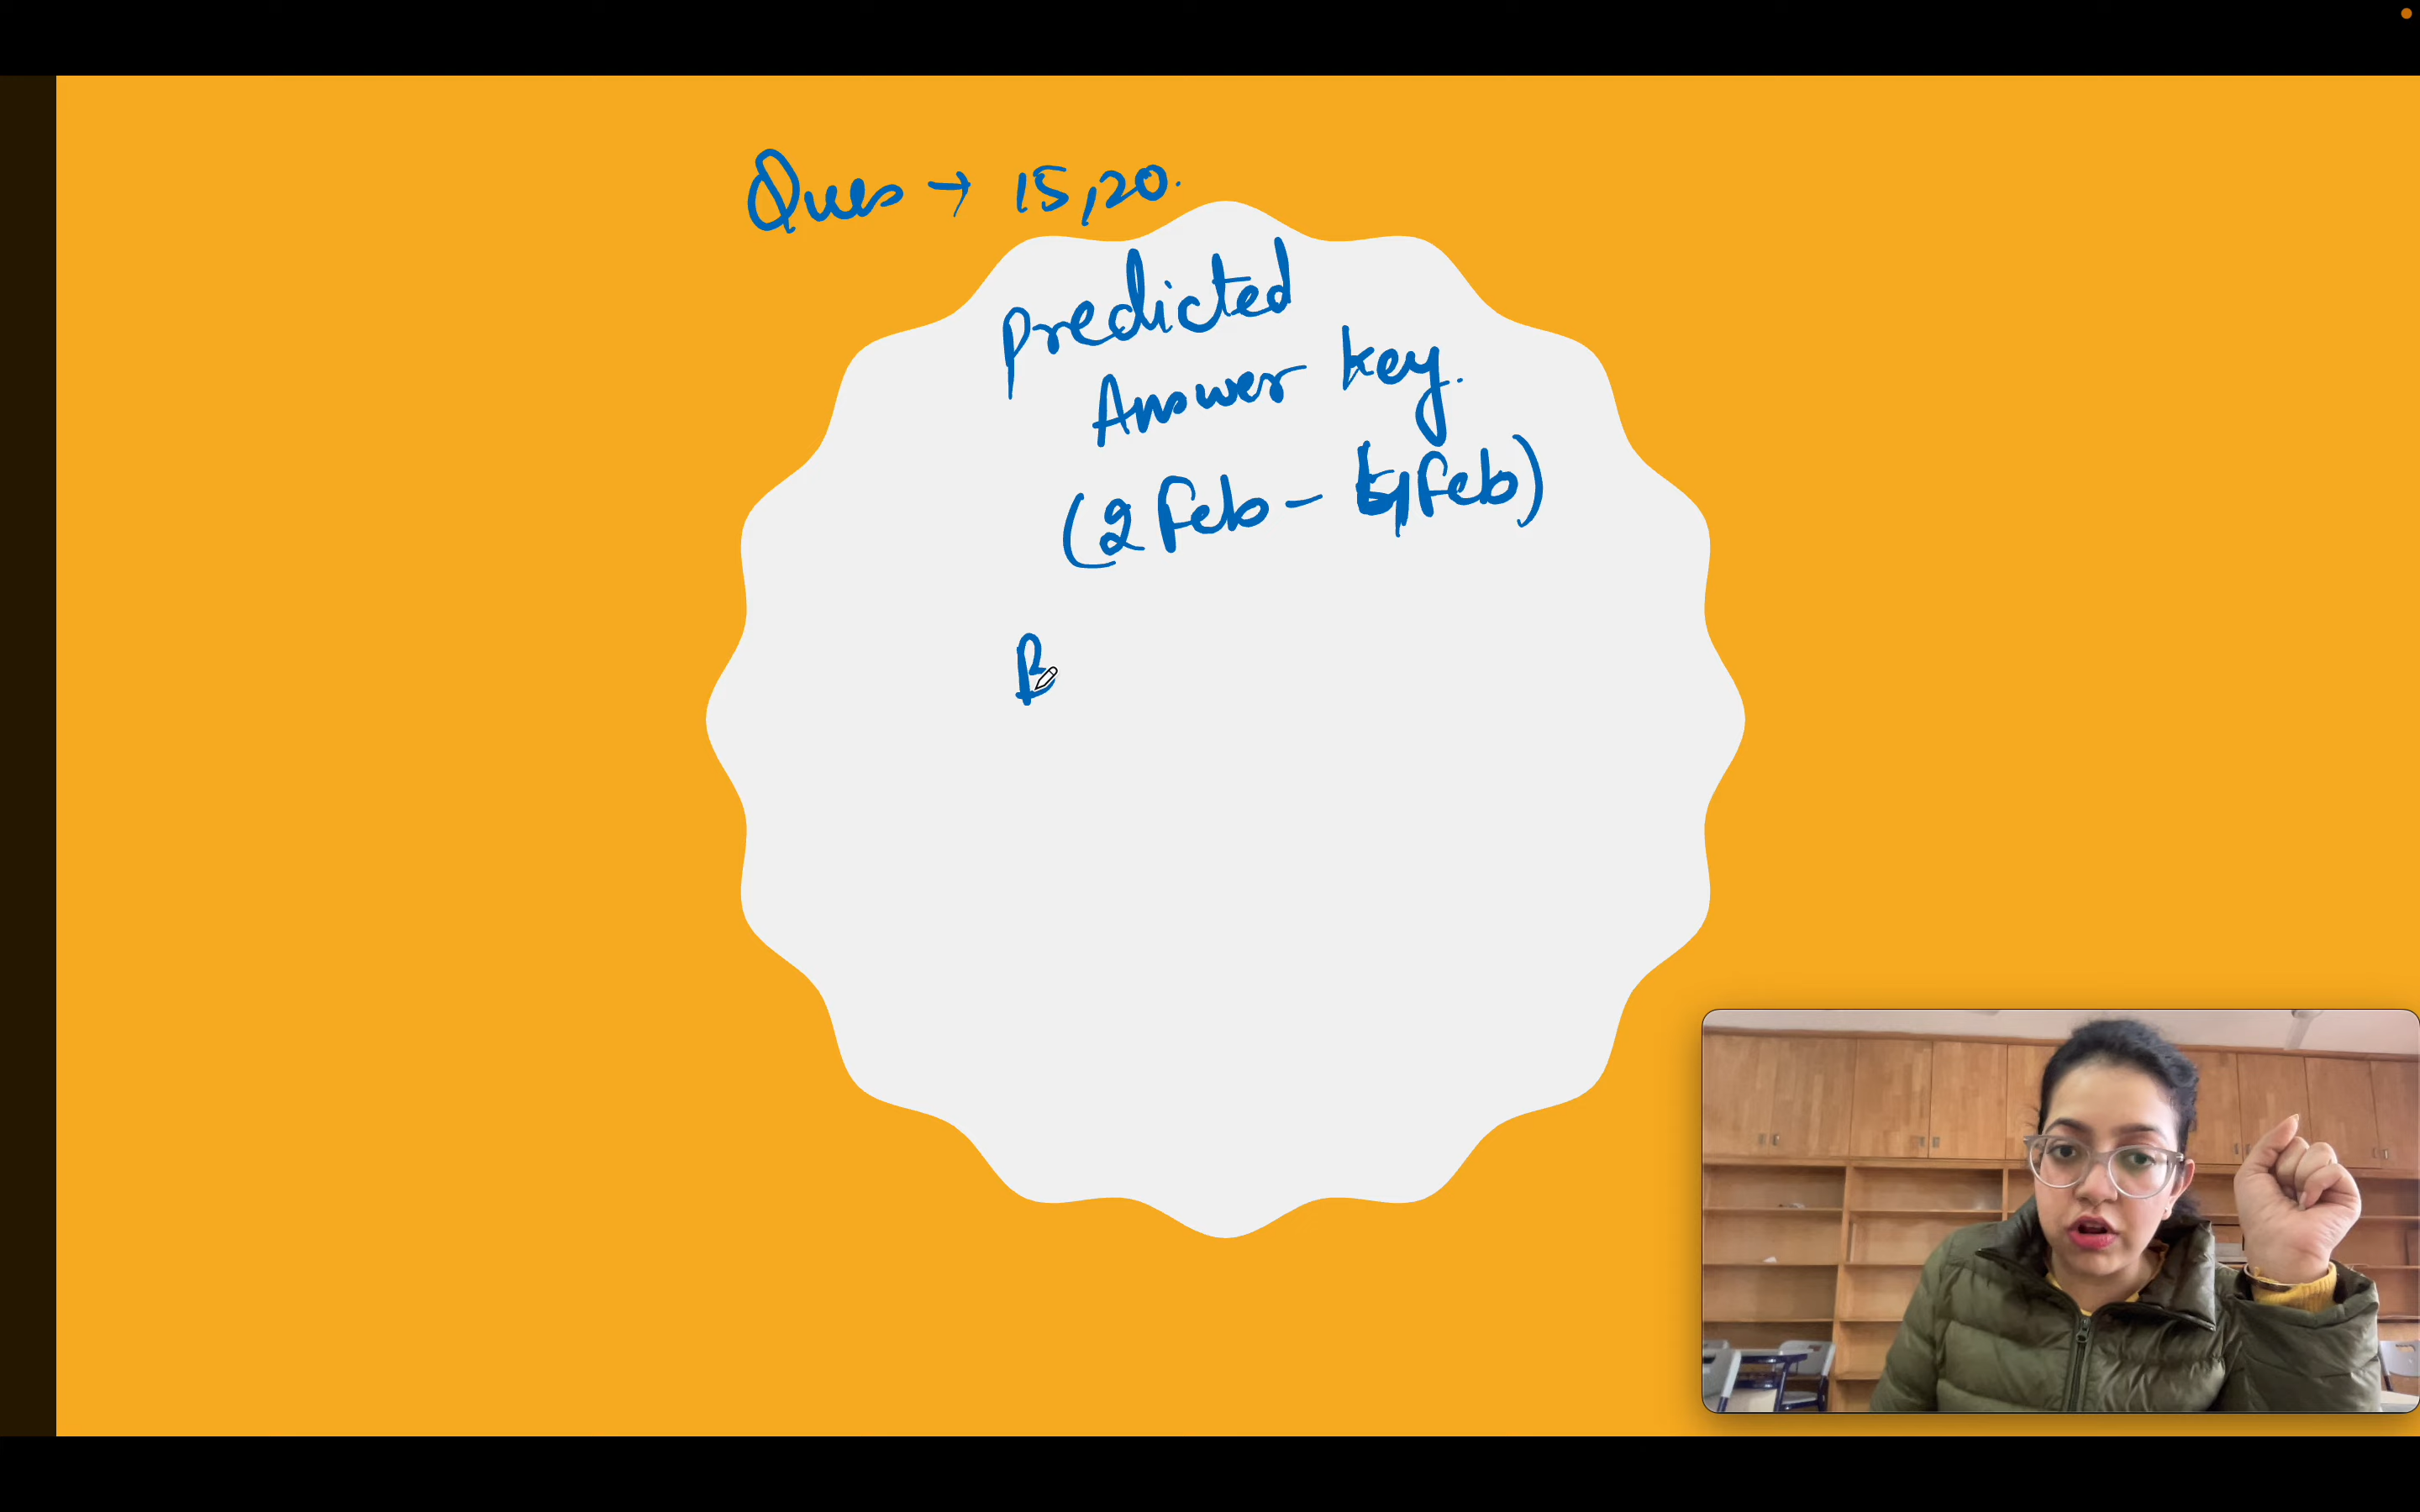 Ques → 15,20.
Predicted
Answer key.
(2 Feb - Feb)
B